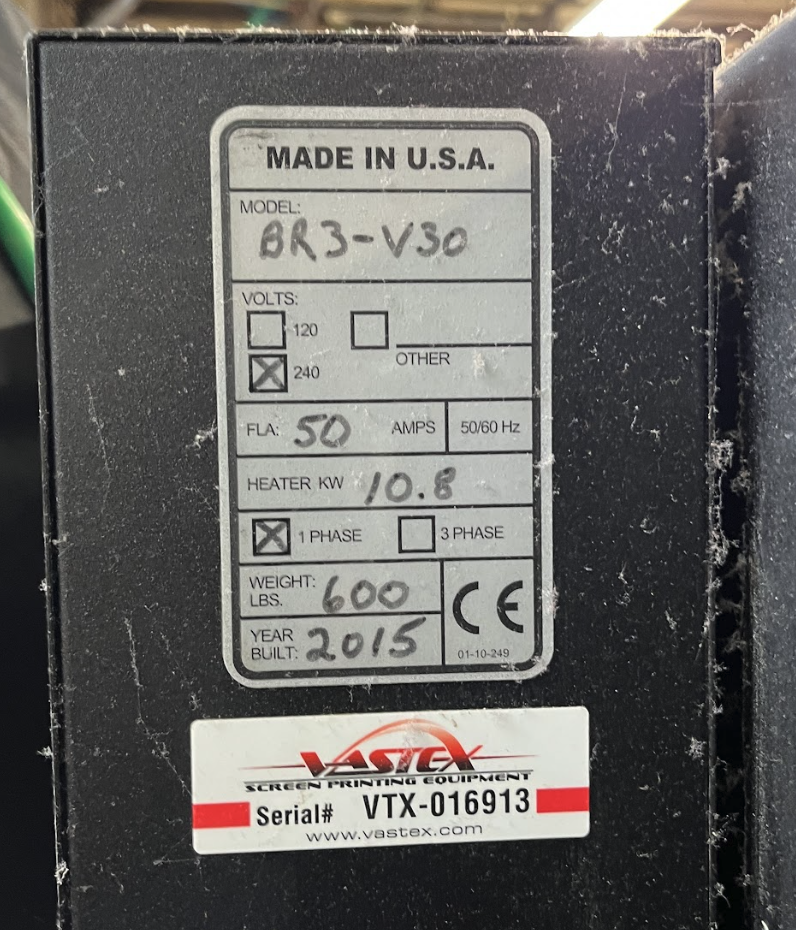 MADE IN U.S.A.
MODEL:
BR3-V30
VOLTS:
120
240
OTHER
FLA: 50 AMPS 50/60 Hz
HEATER KW 10.8
1 PHASE 3 PHASE
WEIGHT:
LBS. 600
CE
YEAR
BUILT: 2015
01-10-249
VASTEX
SCREEN PRINTING EQUIPMENT
Serial# VTX-016913
www.vastex.com